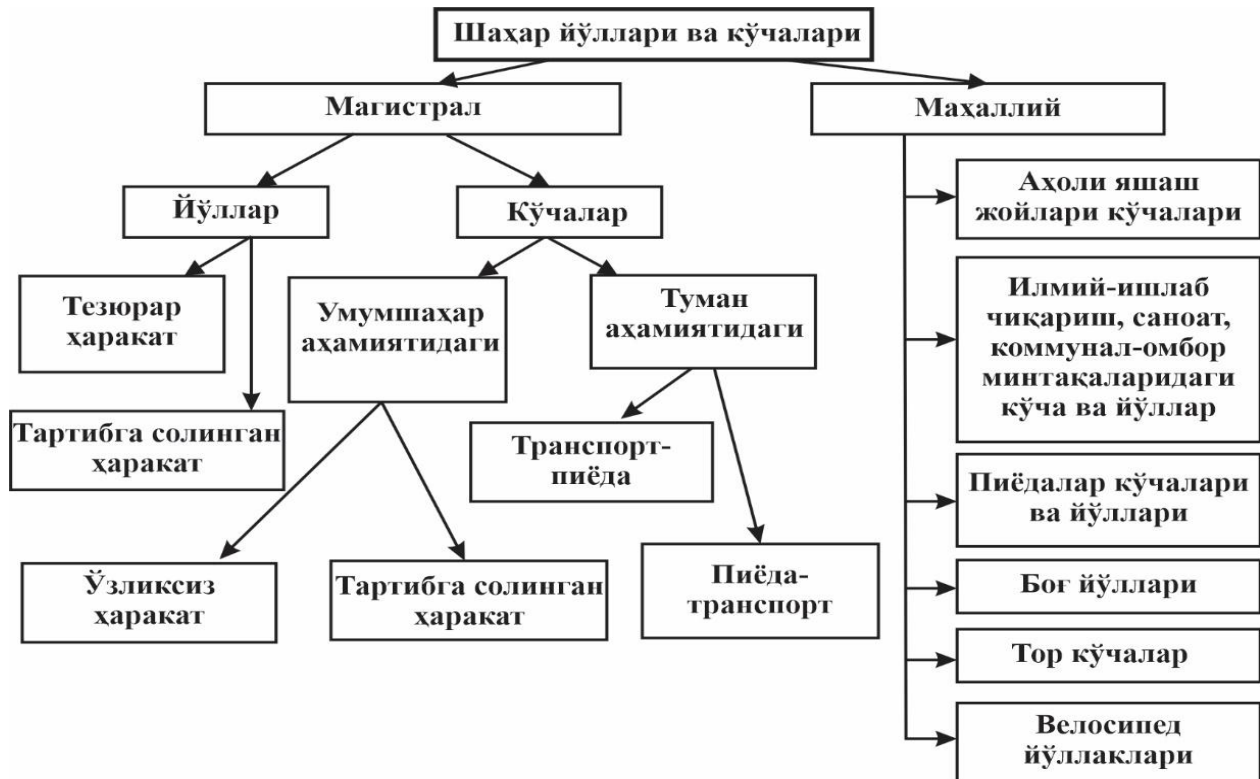 Шаҳар йўллари ва кўчалари
Магистрал
Маҳаллий
Йўллар
Кўчалар
Тезюрар
ҳаракат
Тартибга солинган
ҳаракат
Умумшаҳар
аҳамиятидаги
Туман
аҳамиятидаги
Транспорт-
пиёда
Ўзликсиз
ҳаракат
Тартибга солинган
ҳаракат
Пиёда-
транспорт
Аҳоли яшаш
жойлари кўчалари
Илмий-ишлаб
чиқариш, саноат,
коммунал-омбор
минтақаларидаги
кўча ва йўллар
Пиёдалар кўчалари
ва йўллари
Боғ йўллари
Тор кўчалар
Велосипед
йўллаклари